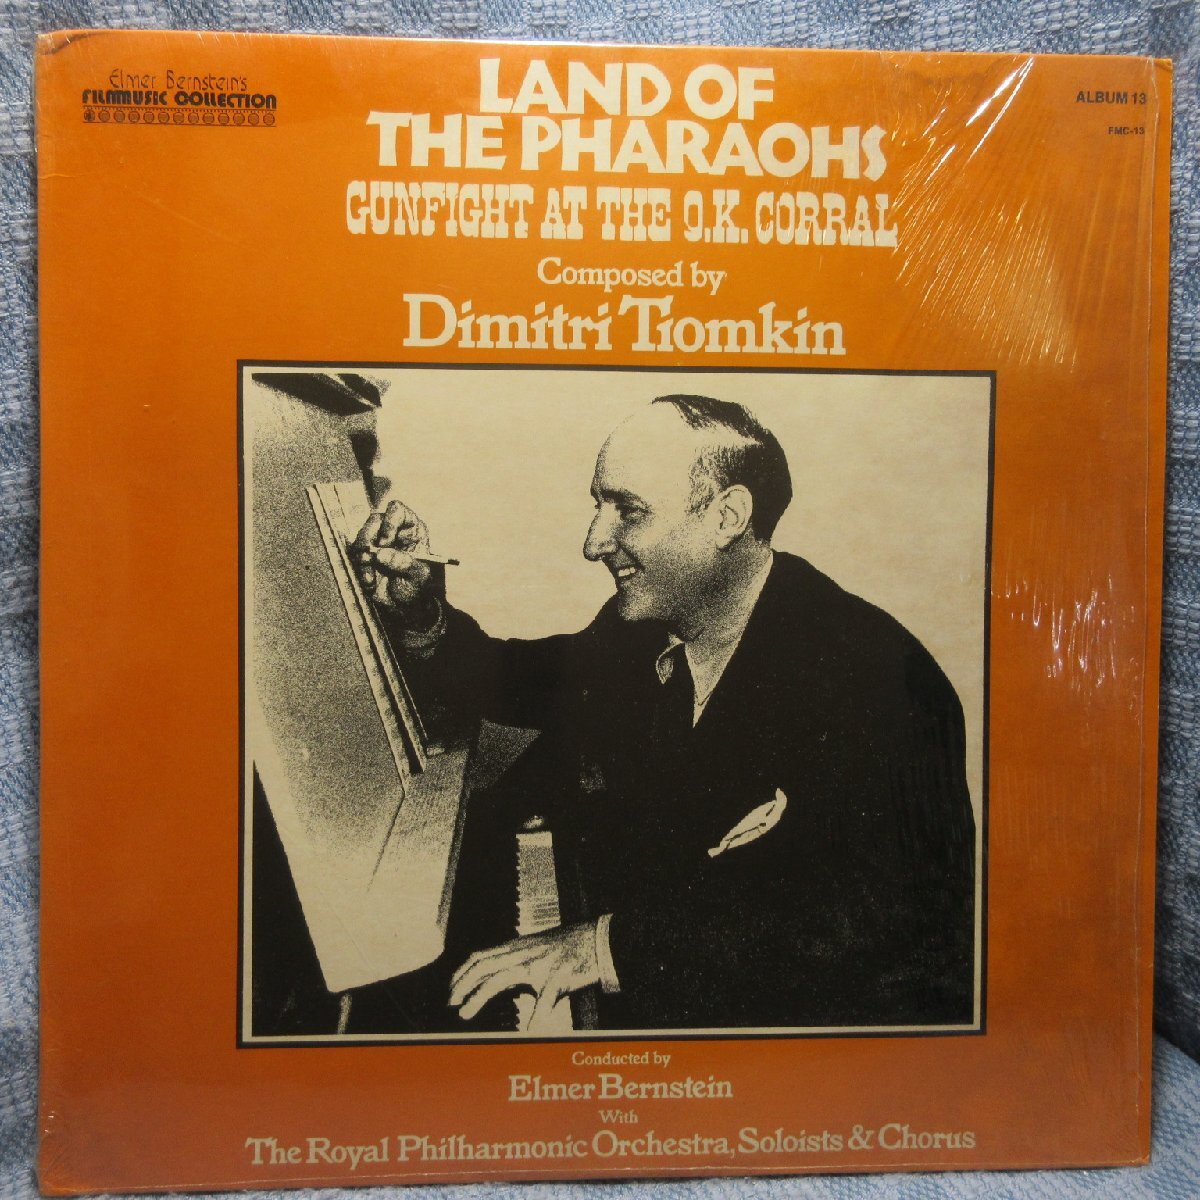 Elmer Bernstein's
FILMMUSIC COLLECTION
ALBUM 13
FMC-13
LAND OF
THE PHARAOHS
GUNFIGHT AT THE O.K. CORRAL
Composed by
Dimitri Tiomkin
Conducted by
Elmer Bernstein
With
The Royal Philharmonic Orchestra, Soloists & Chorus